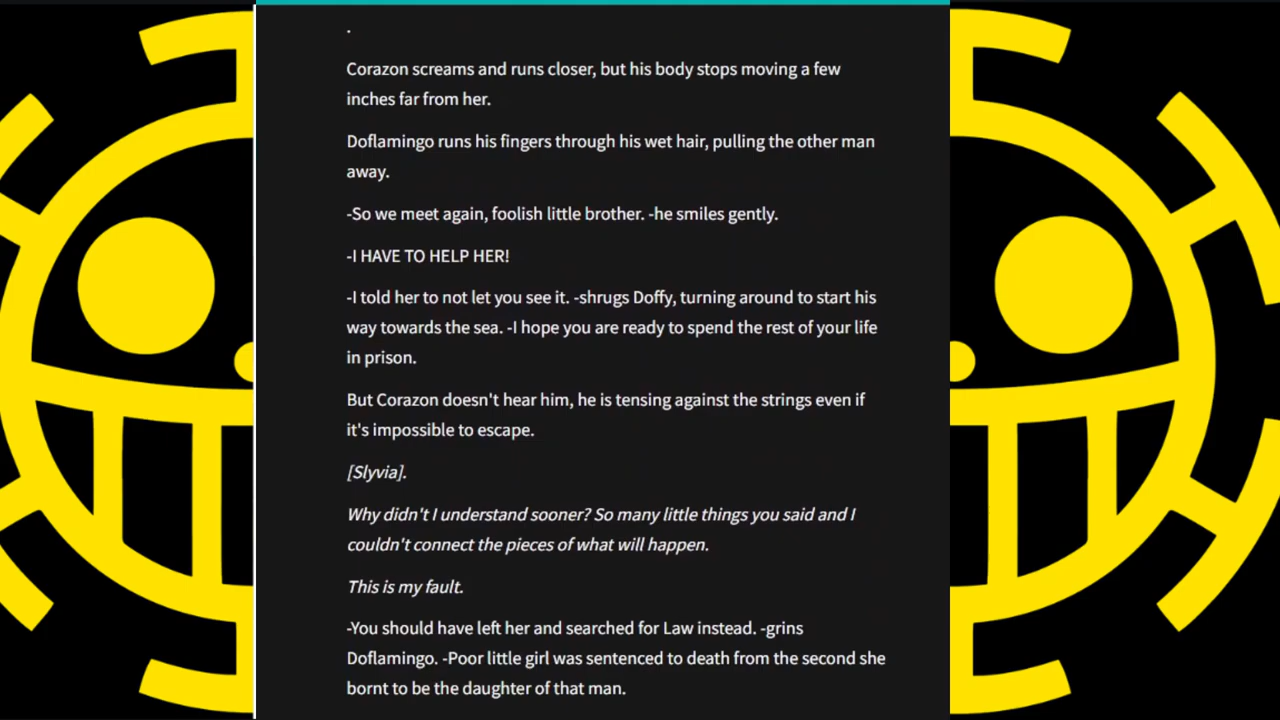 .
Corazon screams and runs closer, but his body stops moving a few
inches far from her.
Doflamingo runs his fingers through his wet hair, pulling the other man
away.
-So we meet again, foolish little brother. -he smiles gently.
-I HAVE TO HELP HER!
-I told her to not let you see it. -shrugs Doffy, turning around to start his
way towards the sea. -I hope you are ready to spend the rest of your life
in prison.
But Corazon doesn't hear him, he is tensing against the strings even if
it's impossible to escape.
[Slyvia].
Why didn't I understand sooner? So many little things you said and I
couldn't connect the pieces of what will happen.
This is my fault.
-You should have left her and searched for Law instead. -grins
Doflamingo. -Poor little girl was sentenced to death from the second she
bornt to be the daughter of that man.